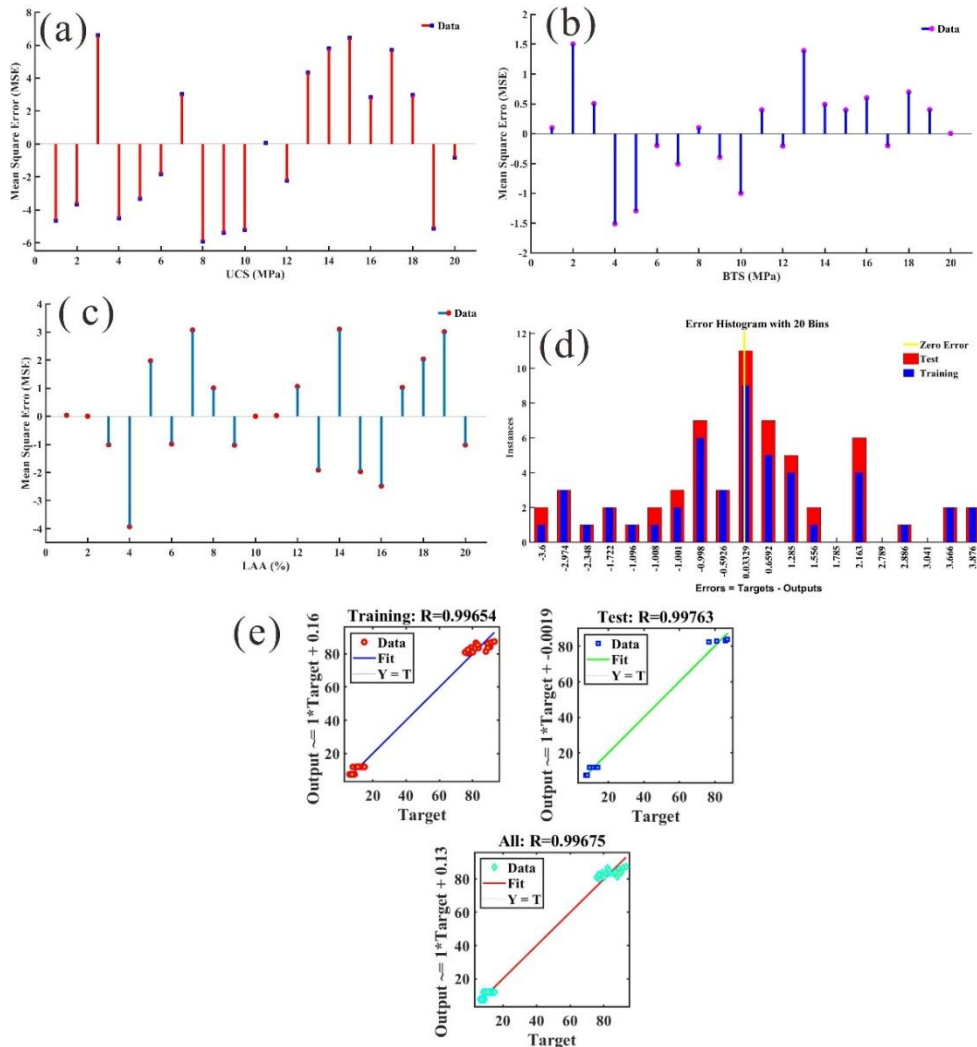 (a)
Data
Mean Square Error (MSE)
8
6
4
2
0
-2
-4
-6
0 2 4 6 8 10 12 14 16 18 20
UCS (MPa)
(b)
Data
Mean Square Erro (MSE)
2
1.5
1.5
0.5
0
-0.5
-1
-1.5
2
0 2 4 6 8 10 12 14 16 18 20
BTS (MPa)
(c)
Data
Mean Square Erro (MSE)
4
3
2
1
0
-1
-2
-3
-4
0 2 4 6 8 10 12 14 16 18 20
LAA (%)
(d)
Error Histogram with 20 Bins
Zero Error
Test
Training
Instances
12
10
8
6
4
2
0
-3.6 -2.974 -2.348 -1.722 -1.096 -1.008 -1.001 -0.998 -0.5926 0.03329 0.6592 1.285 1.556 1.785 2.163 2.789 2.886 3.041 3.666 3.876
Errors = Targets - Outputs
(e)
Training: R=0.99654
Data
Fit
Y = T
Output ~= 1*Target + 0.16
80
60
40
20
20 40 60 80
Target
Test: R=0.99763
Data
Fit
Y = T
Output ~= 1*Target + -0.0019
80
60
40
20
20 40 60 80
Target
All: R=0.99675
Data
Fit
Y = T
Output ~= 1*Target + 0.13
80
60
40
20
20 40 60 80
Target